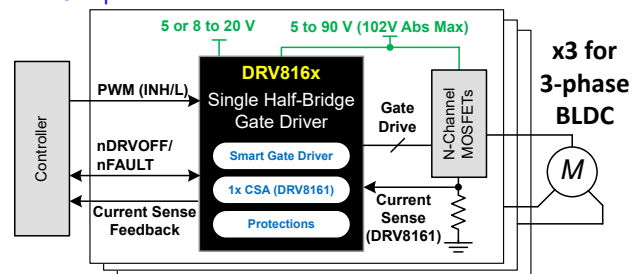 5 or 8 to 20 V
5 to 90 V (102V Abs Max)
x3 for
3-phase
BLDC
Controller
PWM (INH/L)
nDRVOFF/
nFAULT
Current Sense
Feedback
DRV816x
Single Half-Bridge
Gate Driver
Smart Gate Driver
1x CSA (DRV8161)
Protections
Gate
Drive
N-Channel
MOSFETs
Current
Sense
(DRV8161)
M